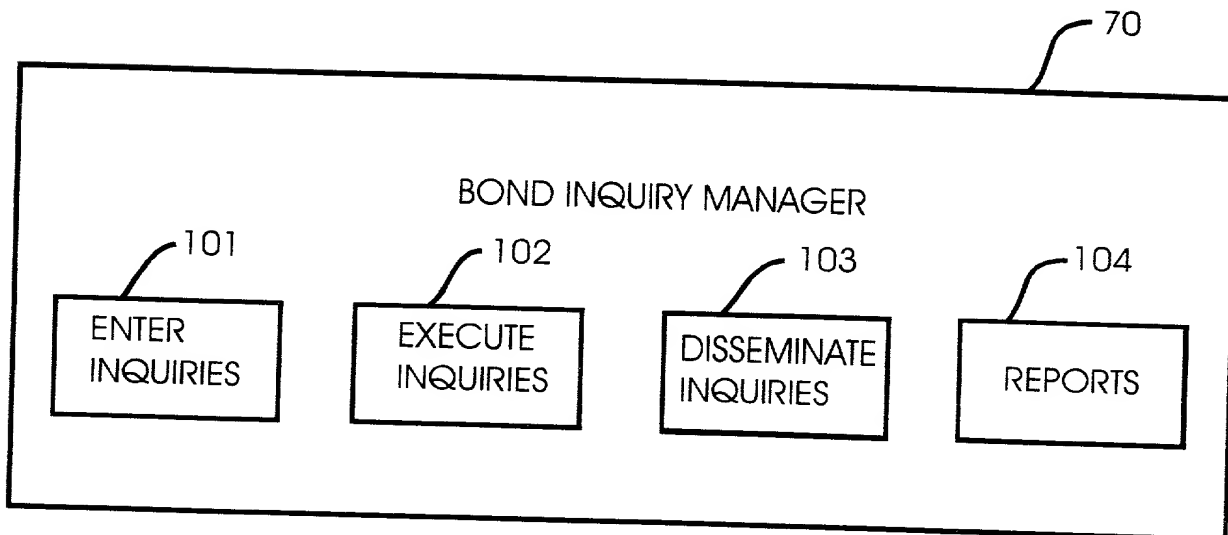 70
BOND INQUIRY MANAGER
101
102
103
104
ENTER
INQUIRIES
EXECUTE
INQUIRIES
DISSEMINATE
INQUIRIES
REPORTS